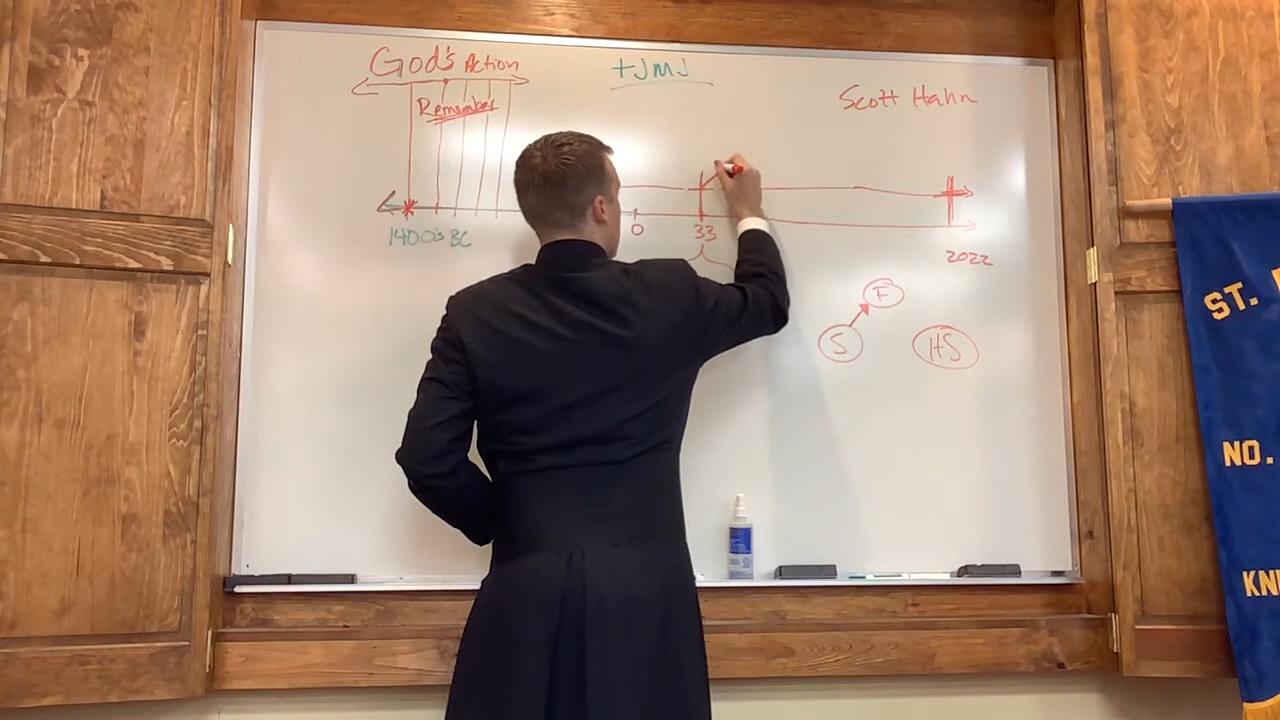 God's Action
+JMJ
Scott Hahn
Remember
1400's BC
0
33
2022
F
S
HS
ST.
NO.
KN